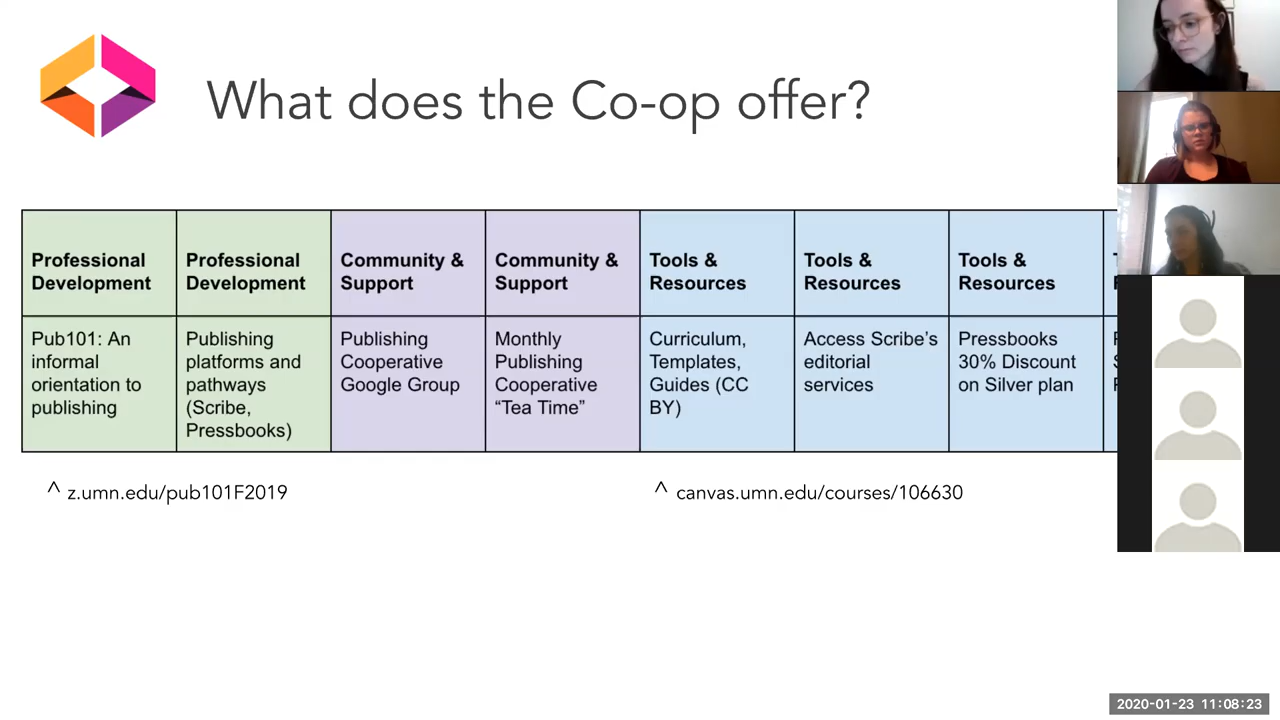 What does the Co-op offer?
Professional
Development
Professional
Development
Community &
Support
Community &
Support
Tools &
Resources
Tools &
Resources
Tools &
Resources
Pub101: An
informal
orientation to
publishing
Publishing
platforms and
pathways
(Scribe,
Pressbooks)
Publishing
Cooperative
Google Group
Monthly
Publishing
Cooperative
“Tea Time”
Curriculum,
Templates,
Guides (CC
BY)
Access Scribe’s
editorial
services
Pressbooks
30% Discount
on Silver plan
^ z.umn.edu/pub101F2019
^ canvas.umn.edu/courses/106630
2020-01-23 11:08:23